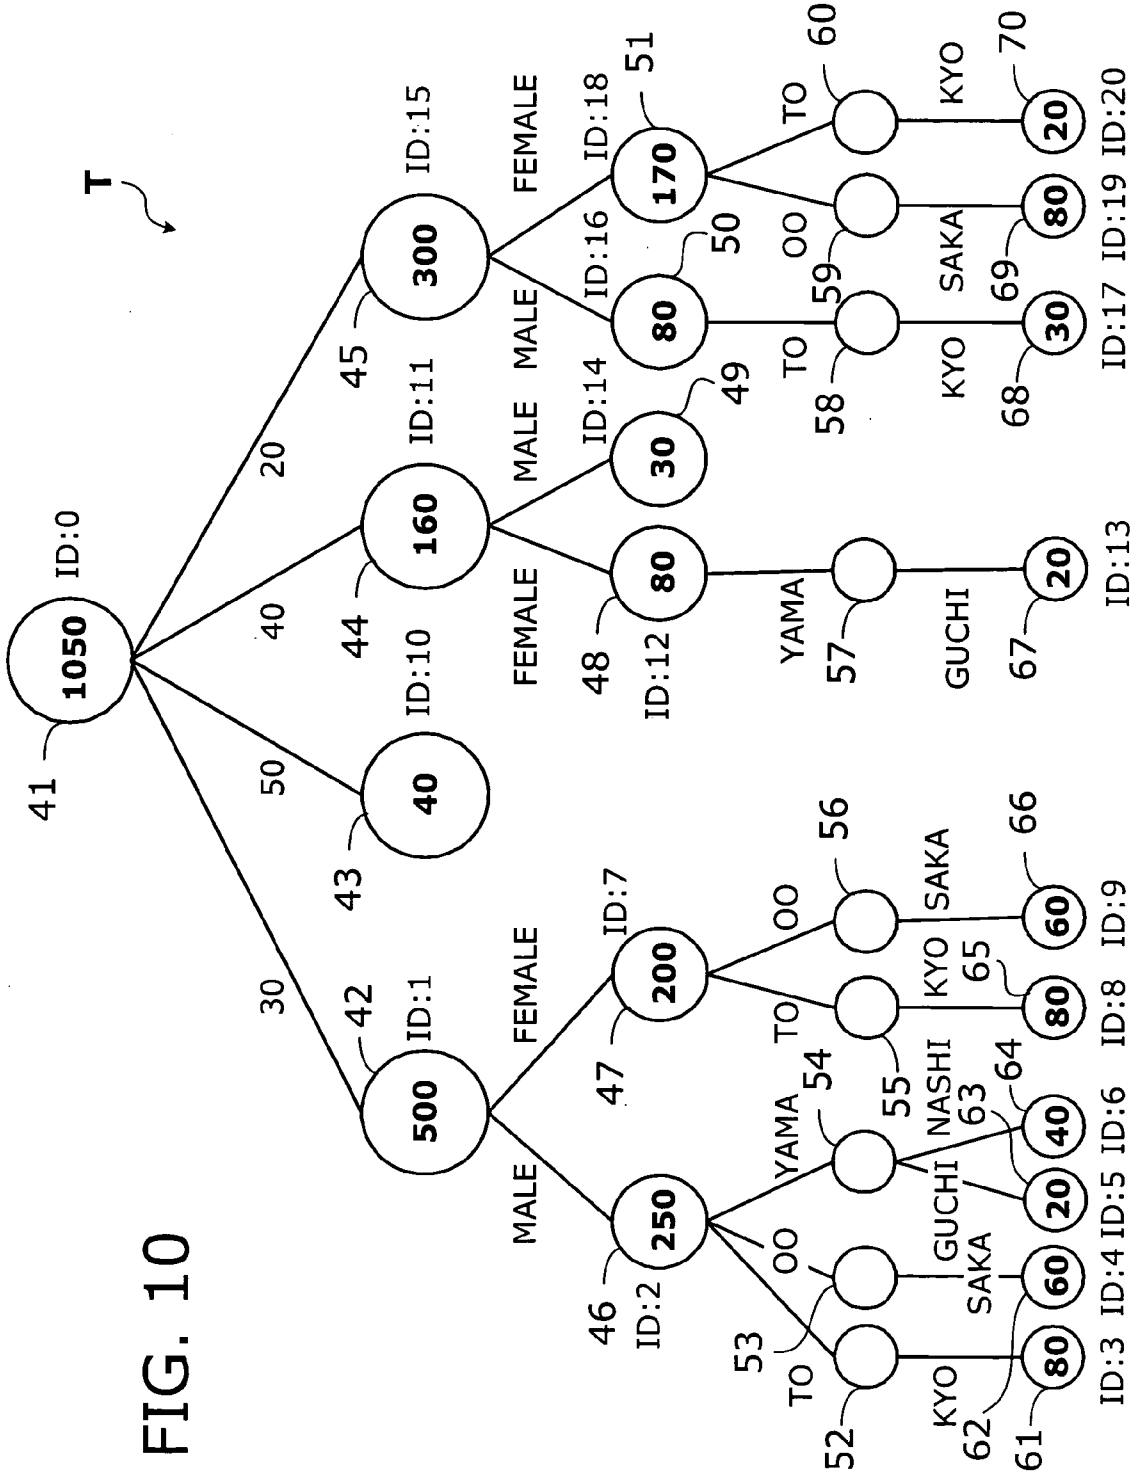 FIG. 10
T
1050
41
ID:0
30
50
40
20
500
42
ID:1
40
43
ID:10
160
44
ID:11
300
45
ID:15
MALE
FEMALE
FEMALE
MALE
MALE
FEMALE
250
46
ID:2
200
47
ID:7
80
48
ID:12
30
49
ID:14
80
50
ID:16
170
51
ID:18
TO
OO
YAMA
TO
OO
YAMA
TO
OO
TO
52
53
54
55
56
57
58
59
60
KYO
SAKA
GUCHI
NASHI
KYO
SAKA
GUCHI
KYO
SAKA
KYO
61
62
63
64
65
66
67
68
69
70
80
60
20
40
80
60
20
30
80
20
ID:3
ID:4
ID:5
ID:6
ID:8
ID:9
ID:13
ID:17
ID:19
ID:20